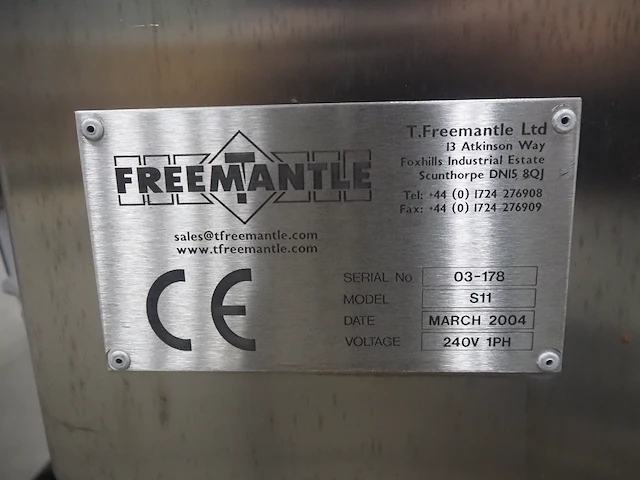 FREEMANTLE
T
sales@tfreemantle.com
www.tfreemantle.com
T.Freemantle Ltd
13 Atkinson Way
Foxhills Industrial Estate
Scunthorpe DN15 8QJ
Tel: +44 (0) 1724 276908
Fax: +44 (0) 1724 276909
CE
SERIAL No 03-178
MODEL S11
DATE MARCH 2004
VOLTAGE 240V 1PH